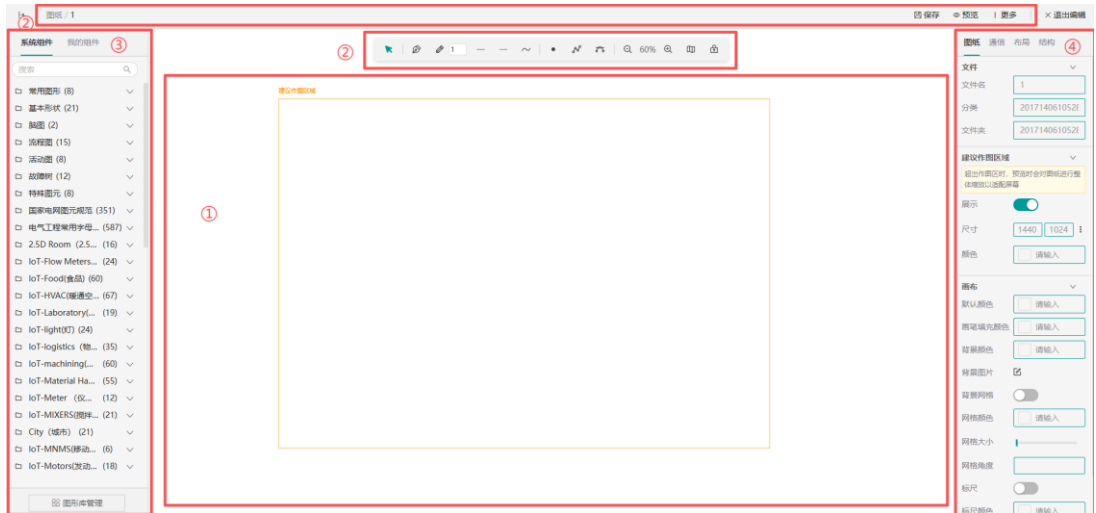 图纸 / 1
保存 预览 更多 ×退出编辑
②
系统组件 我的组件 ③
搜索
常用图形 (8)
基本形状 (21)
脑图 (2)
流程图 (15)
活动图 (8)
故障树 (12)
特殊图元 (8)
国家电网图元规范 (351)
电气工程常用字母... (587)
2.5D Room (2.5... (16)
IoT-Flow Meters... (24)
IoT-Food(食品) (60)
IoT-HVAC(暖通空... (67)
IoT-Laboratory(... (19)
IoT-light(灯) (24)
IoT-logistics (物... (35)
IoT-machining(... (60)
IoT-Material Ha... (55)
IoT-Meter (仪... (12)
IoT-MIXERS(搅拌... (21)
City (城市) (21)
IoT-MNMS(移动... (6)
IoT-Motors(发动... (18)
图形库管理
② 1 60%
建议作图区域
①
图纸 通信 布局 结构 ④
文件
文件名 1
分类 201714061052
文件夹 201714061052
建议作图区域
超出作图区时，预览时会对图纸进行整
体缩放以适配屏幕
展示
尺寸 1440 1024
颜色 请输入
画布
默认颜色 请输入
画笔填充颜色 请输入
背景颜色 请输入
背景图片
背景网格
网格颜色 请输入
网格大小
网格角度
标尺
标尺颜色 请输入